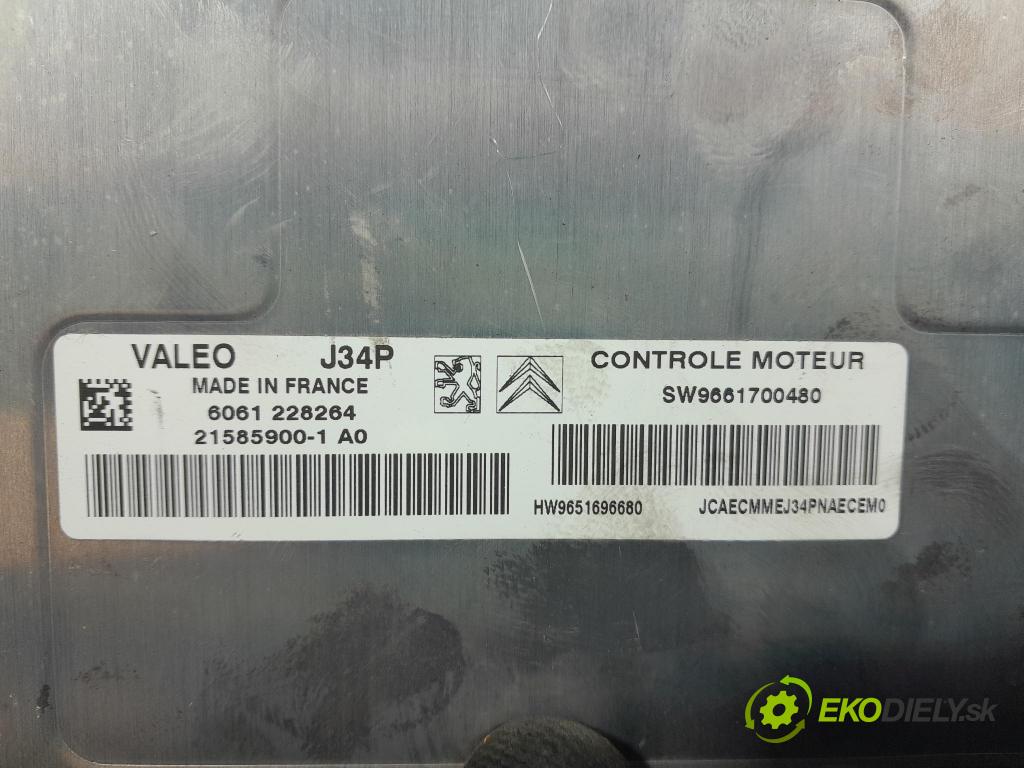 VALEO J34P
MADE IN FRANCE
6061 228264
21585900-1 A0
CONTROLE MOTEUR
SW9661700480
HW9651696680 JCAECMMEJ34PNAECEM0
EKODIELY.sk